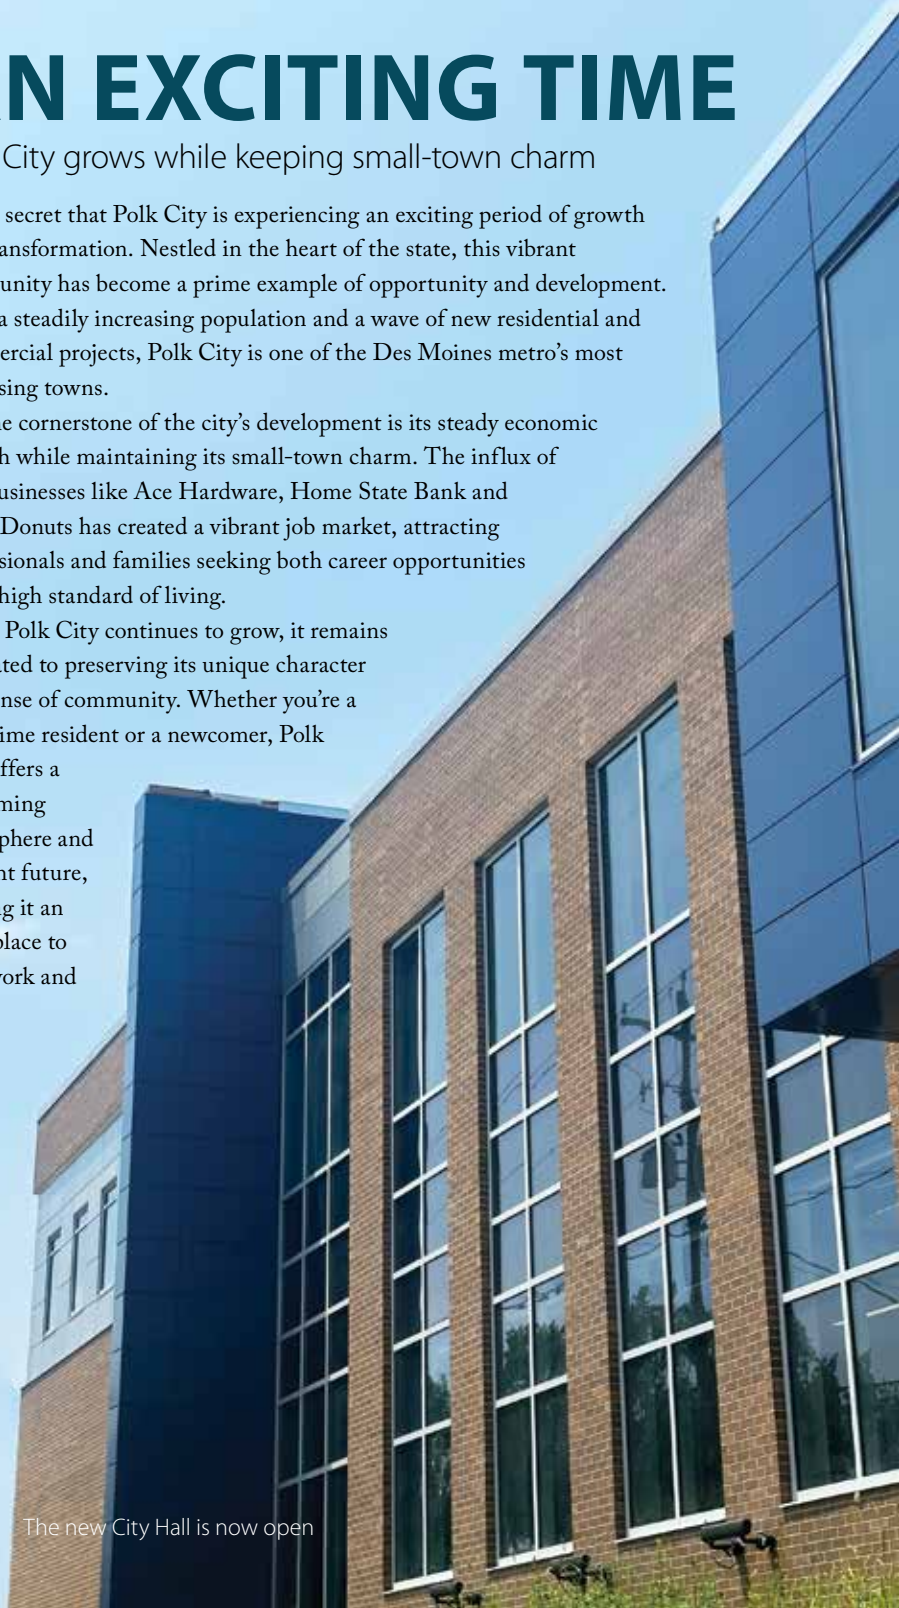 N EXCITING TIME
City grows while keeping small-town charm
secret that Polk City is experiencing an exciting period of growth
ansformation. Nestled in the heart of the state, this vibrant
unity has become a prime example of opportunity and development.
a steadily increasing population and a wave of new residential and
ercial projects, Polk City is one of the Des Moines metro’s most
sing towns.
e cornerstone of the city’s development is its steady economic
h while maintaining its small-town charm. The influx of
usinesses like Ace Hardware, Home State Bank and
Donuts has created a vibrant job market, attracting
sionals and families seeking both career opportunities
high standard of living.
Polk City continues to grow, it remains
ated to preserving its unique character
nse of community. Whether you’re a
ime resident or a newcomer, Polk
ffers a
ming
phere and
nt future,
g it an
place to
work and
The new City Hall is now open